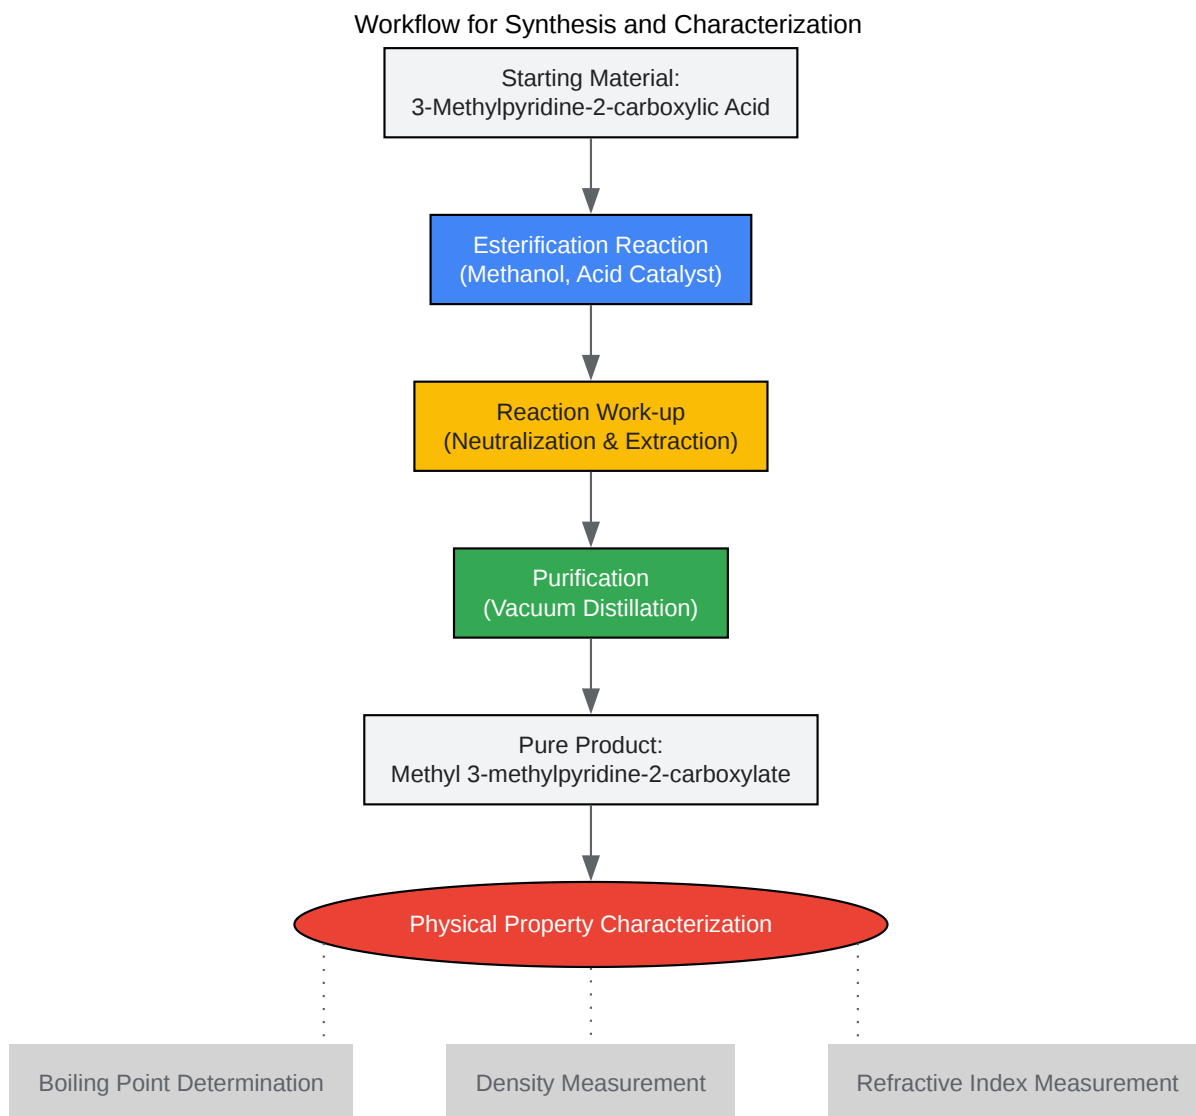 Workflow for Synthesis and Characterization
Starting Material:
3-Methylpyridine-2-carboxylic Acid
Esterification Reaction
(Methanol, Acid Catalyst)
Reaction Work-up
(Neutralization & Extraction)
Purification
(Vacuum Distillation)
Pure Product:
Methyl 3-methylpyridine-2-carboxylate
Physical Property Characterization
Boiling Point Determination
Density Measurement
Refractive Index Measurement